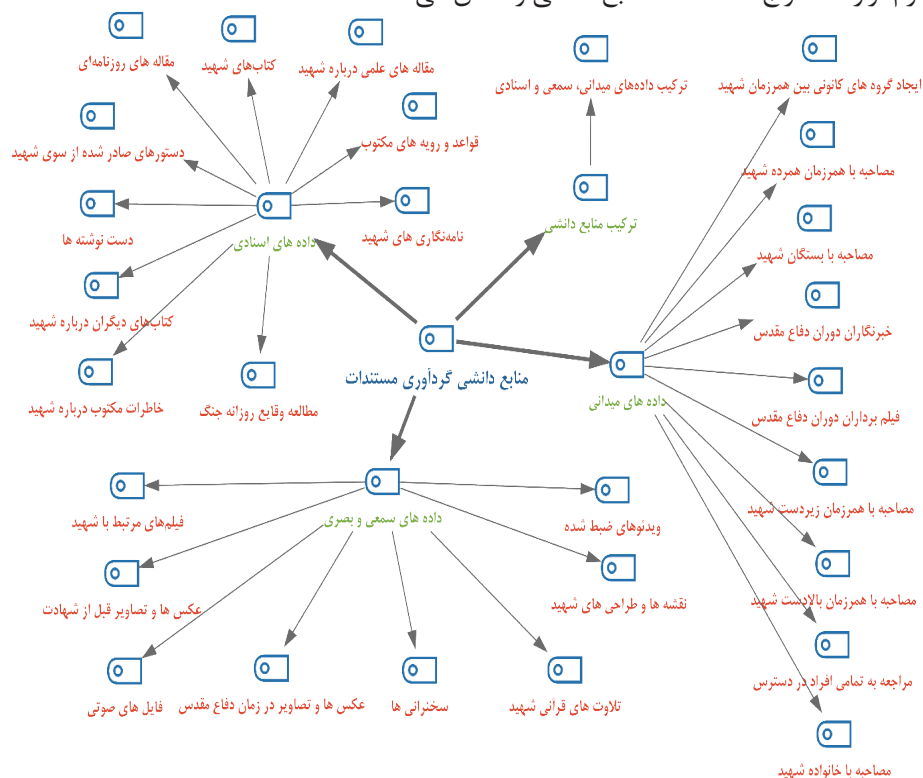 مقاله های روزنامه‌ای
کتاب‌های شهید
مقاله های علمی درباره شهید
ترکیب داده‌های میدانی، سمعی و اسنادی
ایجاد گروه های کانونی بین همرزمان شهید
دستورهای صادر شده از سوی شهید
قواعد و رویه های مکتوب
مصاحبه با همرزمان همرده شهید
دست نوشته ها
داده های اسنادی
نامه‌نگاری های شهید
ترکیب منابع دانشی
مصاحبه با بستگان شهید
کتاب‌های دیگران درباره شهید
خبرنگاران دوران دفاع مقدس
خاطرات مکتوب درباره شهید
مطالعه وقایع روزانه جنگ
منابع دانشی گردآوری مستندات
داده های میدانی
فیلم برداران دوران دفاع مقدس
فیلم‌های مرتبط با شهید
داده های سمعی و بصری
ویدئوهای ضبط شده
مصاحبه با همرزمان زیردست شهید
عکس ها و تصاویر قبل از شهادت
نقشه ها و طراحی های شهید
مصاحبه با همرزمان بالادست شهید
فایل های صوتی
عکس ها و تصاویر در زمان دفاع مقدس
سخنرانی ها
تلاوت های قرآنی شهید
مراجعه به تمامی افراد در دسترس
مصاحبه با خانواده شهید